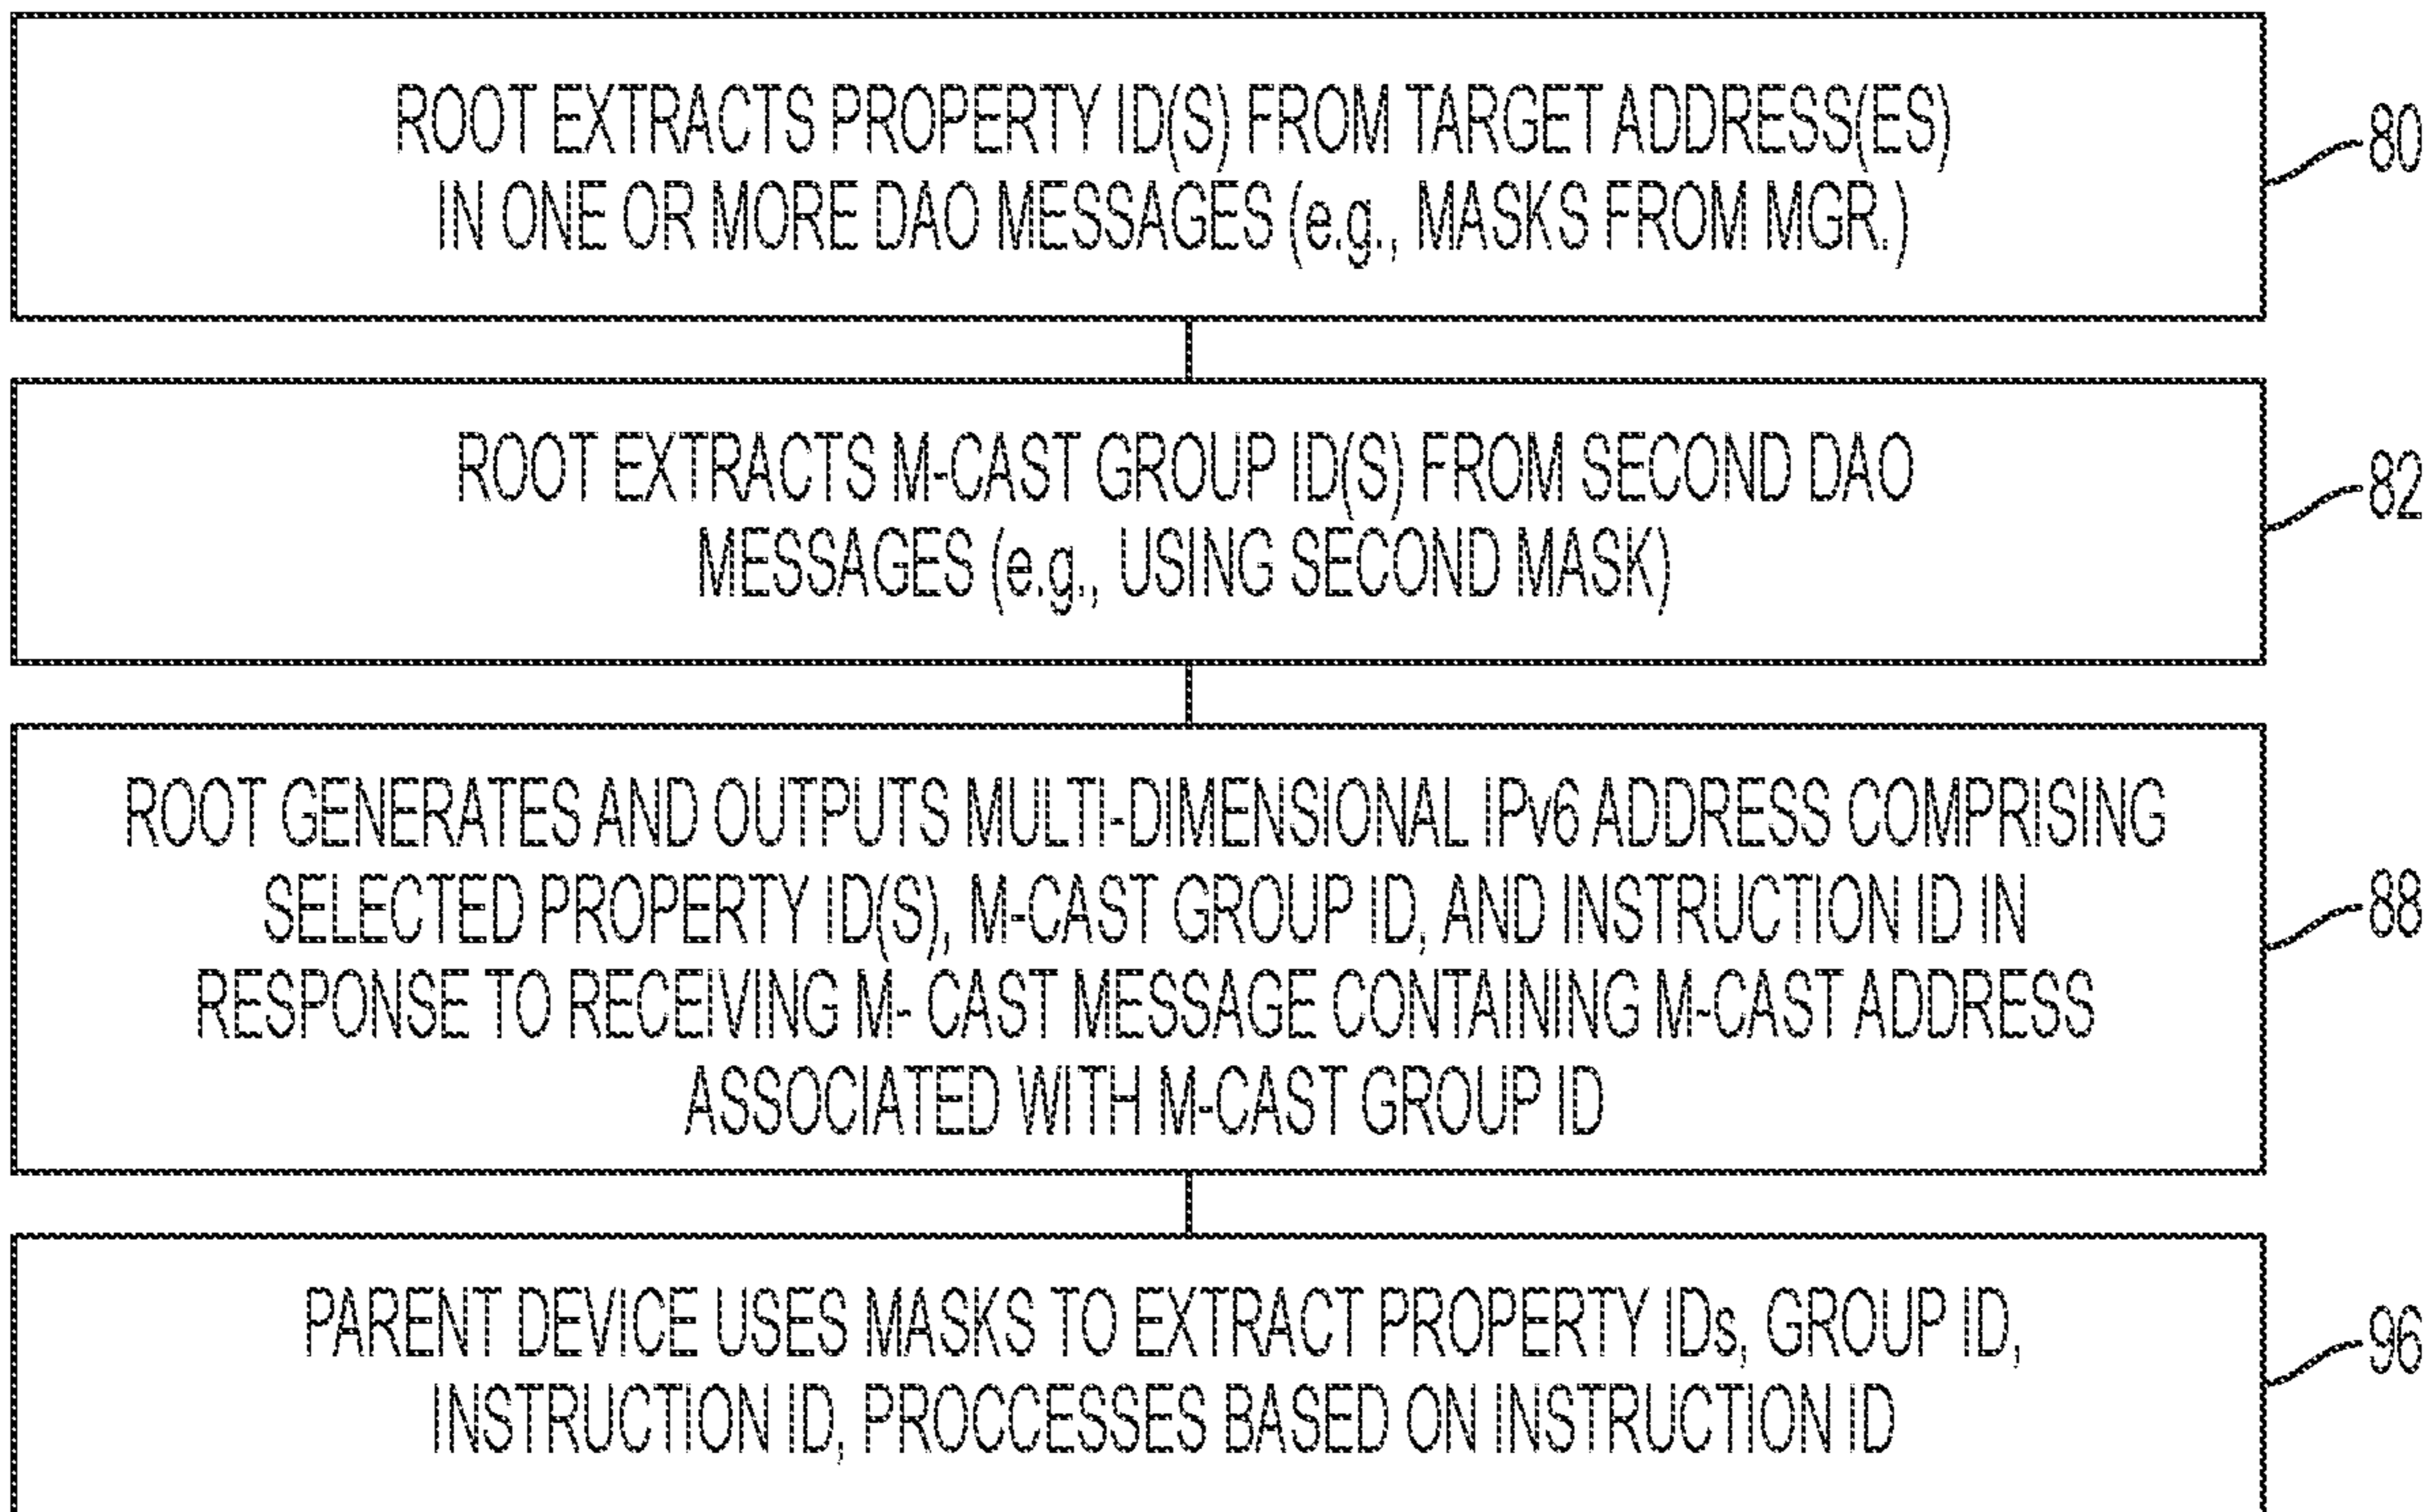 ROOT EXTRACTS PROPERTY ID(S) FROM TARGET ADDRESS(ES)
IN ONE OR MORE DAO MESSAGES (e.g., MASKS FROM MGR.)
80
ROOT EXTRACTS M-CAST GROUP ID(S) FROM SECOND DAO
MESSAGES (e.g., USING SECOND MASK)
82
ROOT GENERATES AND OUTPUTS MULTI-DIMENSIONAL IPv6 ADDRESS COMPRISING
SELECTED PROPERTY ID(S), M-CAST GROUP ID, AND INSTRUCTION ID IN
RESPONSE TO RECEIVING M- CAST MESSAGE CONTAINING M-CAST ADDRESS
ASSOCIATED WITH M-CAST GROUP ID
88
PARENT DEVICE USES MASKS TO EXTRACT PROPERTY IDs, GROUP ID,
INSTRUCTION ID, PROCCESSES BASED ON INSTRUCTION ID
96